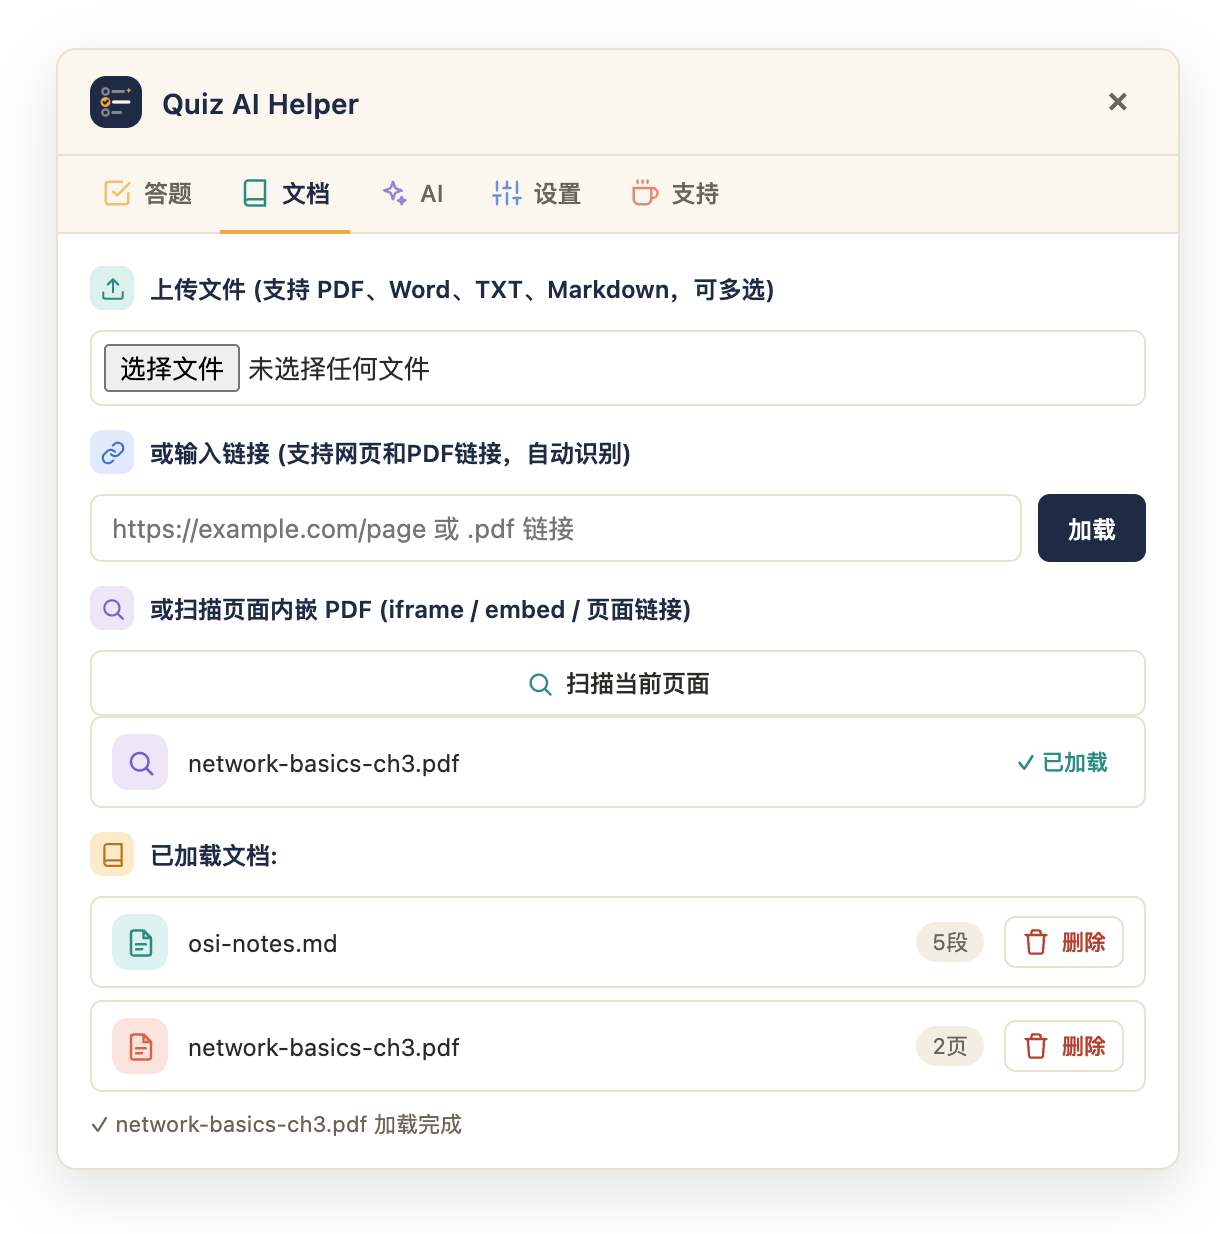 Quiz AI Helper
答题 文档 AI 设置 支持
上传文件 (支持 PDF、Word、TXT、Markdown，可多选)
选择文件 未选择任何文件
或输入链接 (支持网页和PDF链接，自动识别)
https://example.com/page 或 .pdf 链接 加载
或扫描页面内嵌 PDF (iframe / embed / 页面链接)
扫描当前页面
network-basics-ch3.pdf ✓ 已加载
已加载文档:
osi-notes.md 5段 删除
network-basics-ch3.pdf 2页 删除
✓ network-basics-ch3.pdf 加载完成